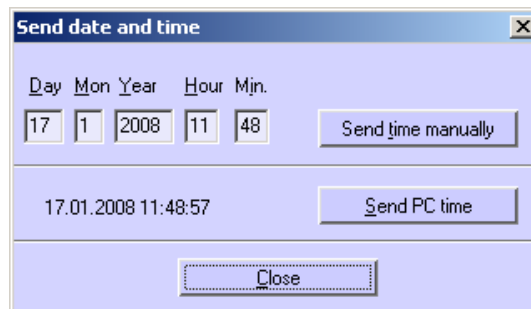 Send date and time
Day Mon Year Hour Min.
17 1 2008 11 48 Send time manually
17.01.2008 11:48:57 Send PC time
Close